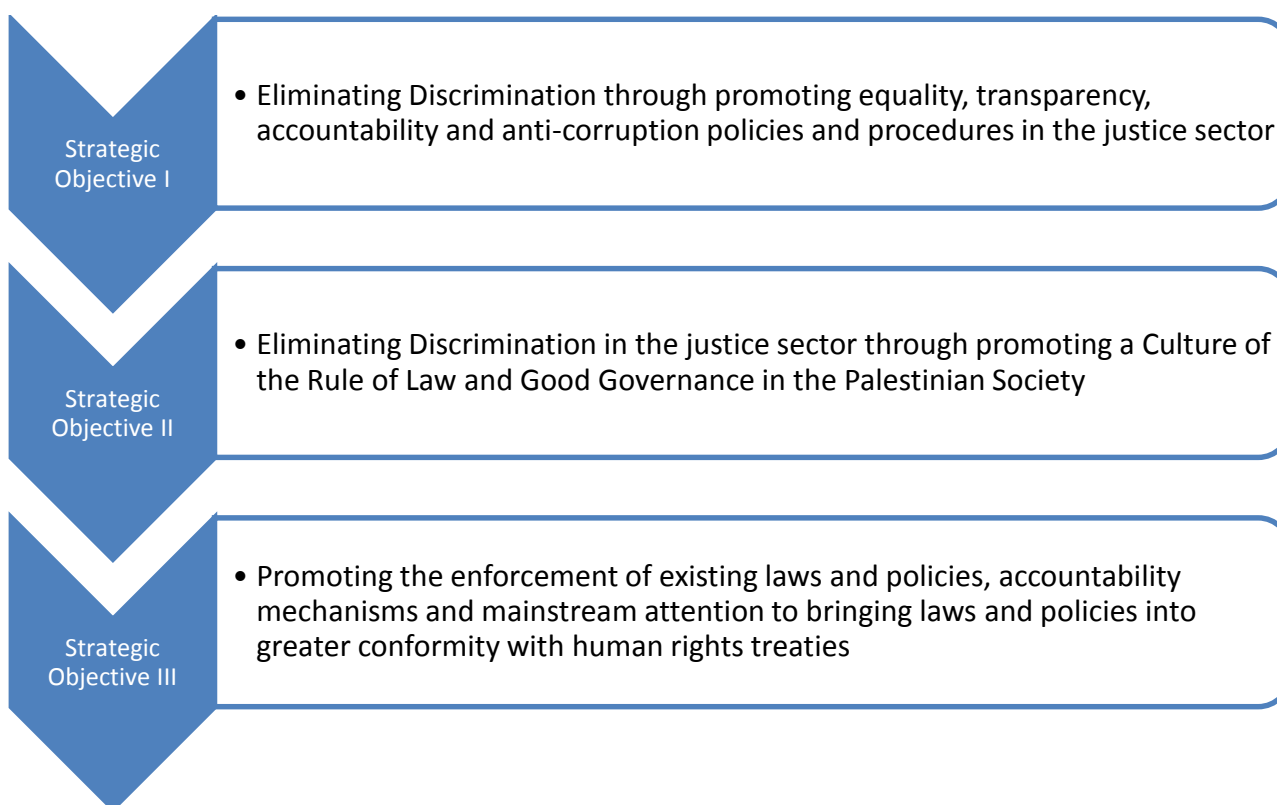 Strategic
Objective I
• Eliminating Discrimination through promoting equality, transparency,
accountability and anti-corruption policies and procedures in the justice sector
Strategic
Objective II
• Eliminating Discrimination in the justice sector through promoting a Culture of
the Rule of Law and Good Governance in the Palestinian Society
Strategic
Objective III
• Promoting the enforcement of existing laws and policies, accountability
mechanisms and mainstream attention to bringing laws and policies into
greater conformity with human rights treaties